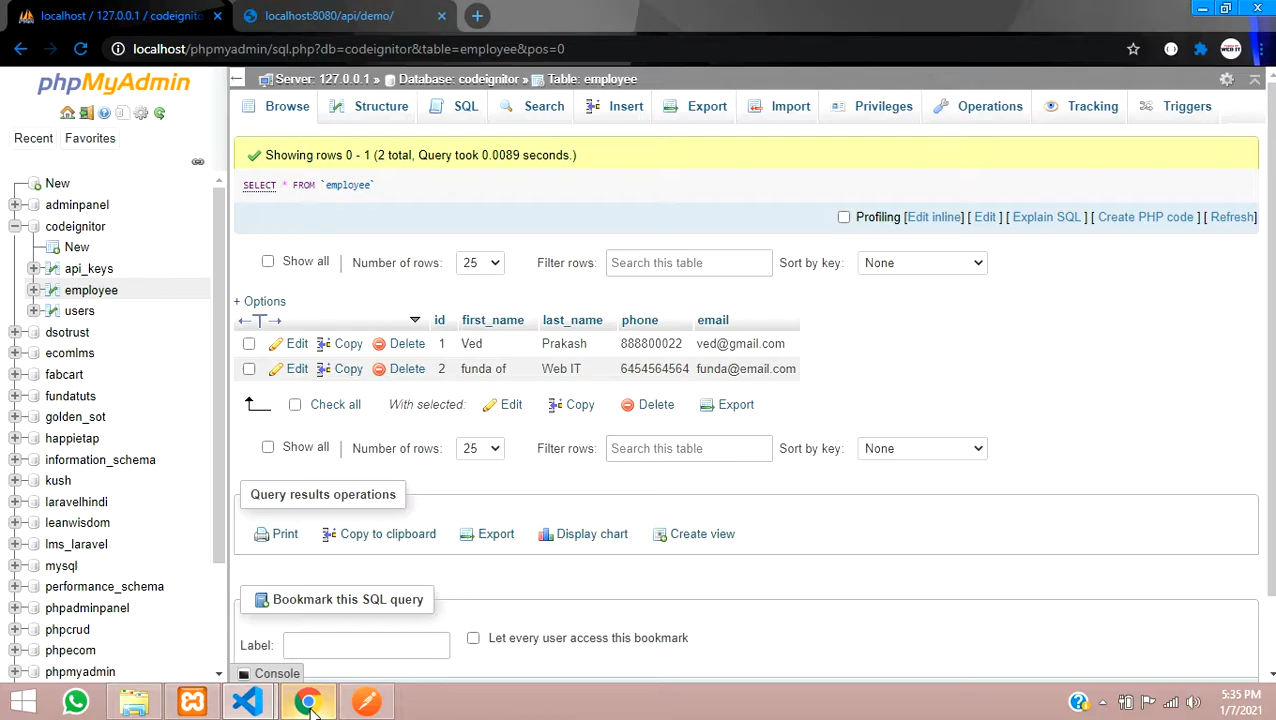 localhost / 127.0.0.1 / codeignito
localhost:8080/api/demo/
localhost/phpmyadmin/sql.php?db=codeignitor&table=employee&pos=0
phpMyAdmin
Recent Favorites
New
adminpanel
codeignitor
New
api_keys
employee
users
dsotrust
ecomlms
fabcart
fundatuts
golden_sot
happietap
information_schema
kush
laravelhindi
leanwisdom
lms_laravel
mysql
performance_schema
phpadminpanel
phpcrud
phpecom
phpmyadmin
Server: 127.0.0.1 » Database: codeignitor » Table: employee
Browse Structure SQL Search Insert Export Import Privileges Operations Tracking Triggers
Showing rows 0 - 1 (2 total, Query took 0.0089 seconds.)
SELECT * FROM `employee`
Profiling [Edit inline] [ Edit ] [ Explain SQL ] [ Create PHP code ] [ Refresh]
Show all Number of rows: 25 Filter rows: Search this table Sort by key: None
+ Options
id first_name last_name phone email
Edit Copy Delete 1 Ved Prakash 888800022 ved@gmail.com
Edit Copy Delete 2 funda of Web IT 6454564564 funda@email.com
Check all With selected: Edit Copy Delete Export
Show all Number of rows: 25 Filter rows: Search this table Sort by key: None
Query results operations
Print Copy to clipboard Export Display chart Create view
Bookmark this SQL query
Label: Let every user access this bookmark
Console
5:35 PM
1/7/2021